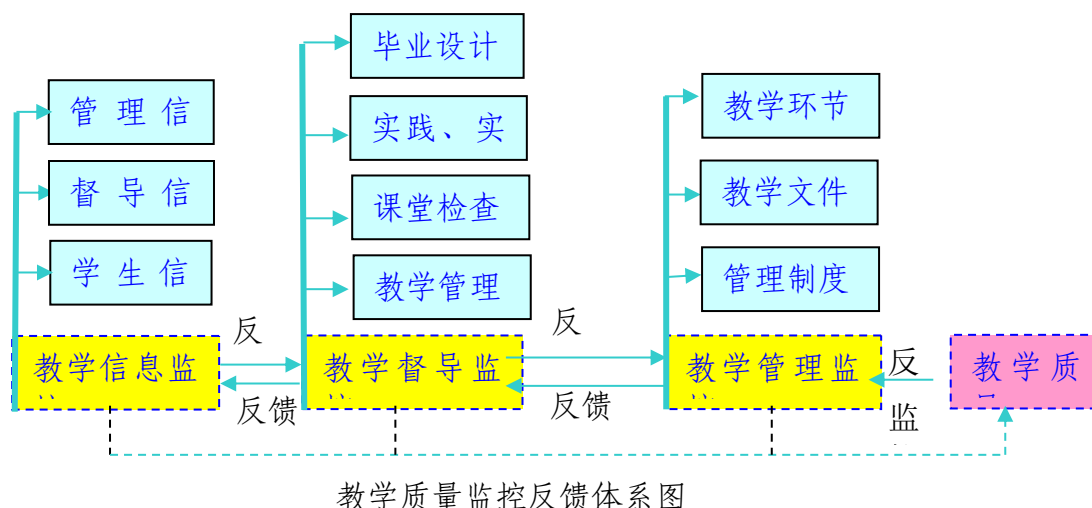 毕业设计
管理信
实践、实
教学环节
督导信
课堂检查
教学文件
学生信
教学管理
管理制度
反
反
教学信息监
教学督导监
教学管理监
反
教学质
反馈
反馈
监
教学质量监控反馈体系图